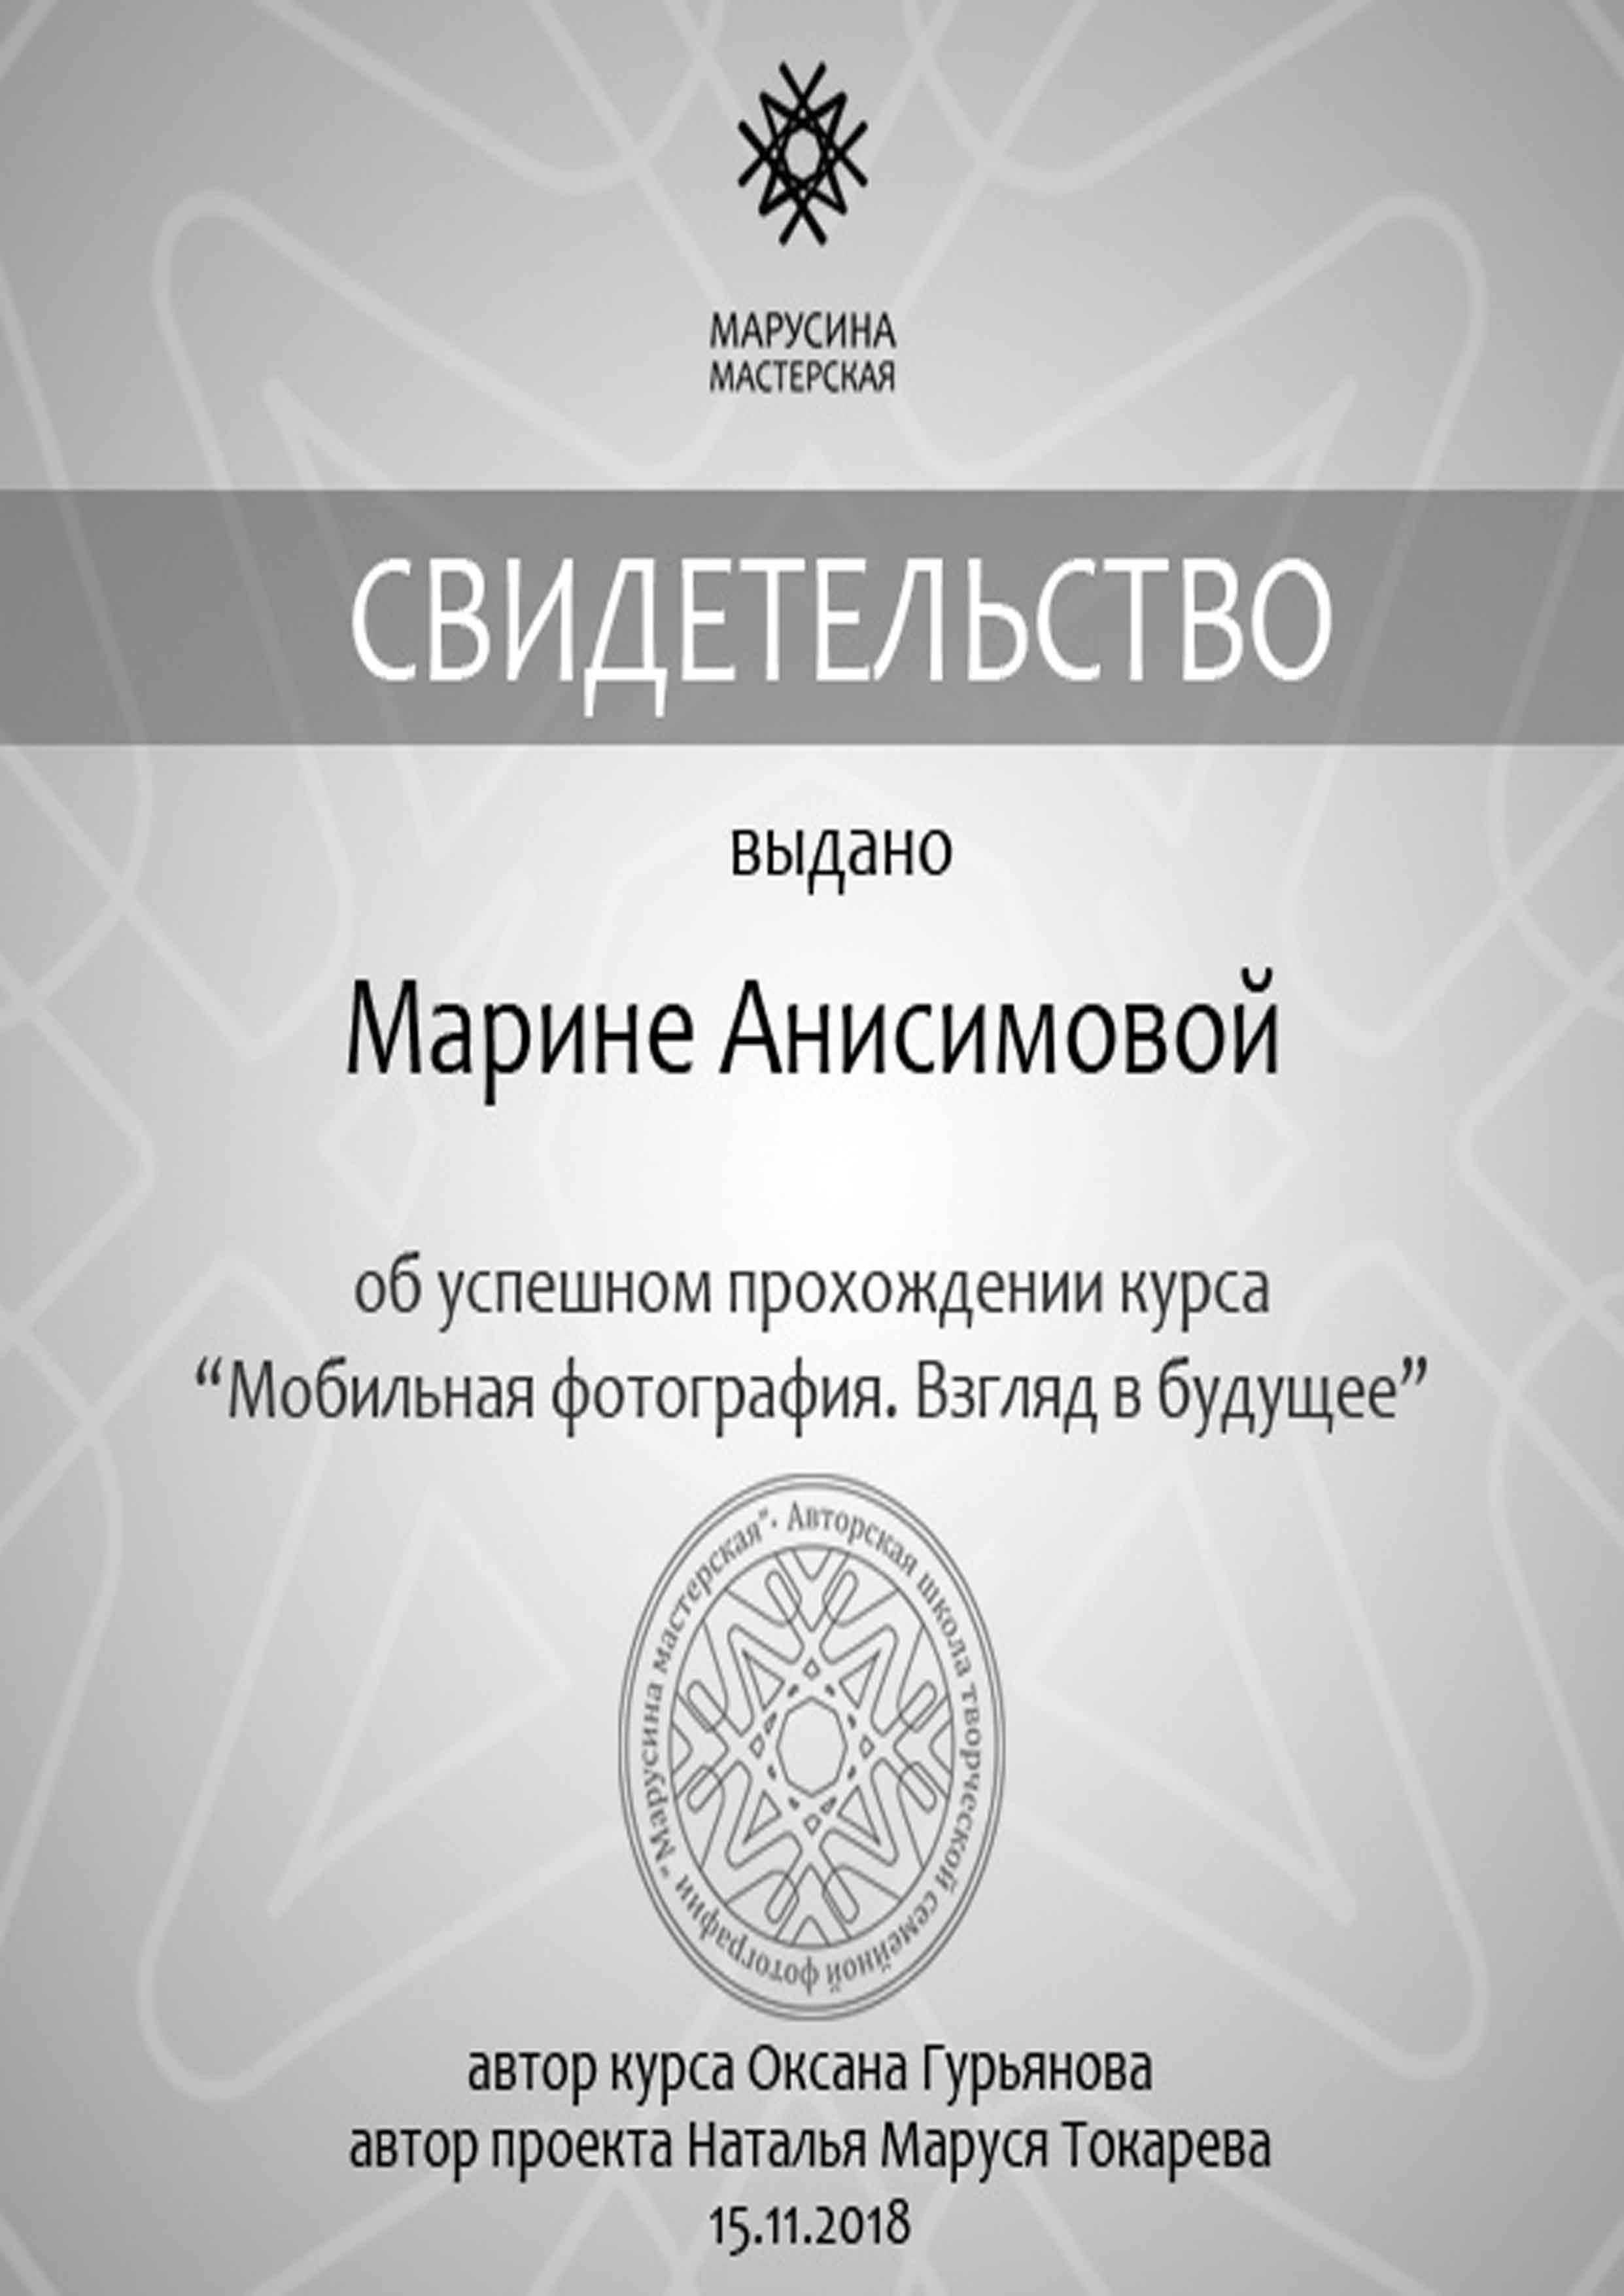 МАРУСИНА
МАСТЕРСКАЯ
СВИДЕТЕЛЬСТВО
выдано
Марине Анисимовой
об успешном прохождении курса
“Мобильная фотография. Взгляд в будущее”
Авторская школа творческой семейной фотографии "Марусина мастерская".
автор курса Оксана Гурьянова
автор проекта Наталья Маруся Токарева
15.11.2018